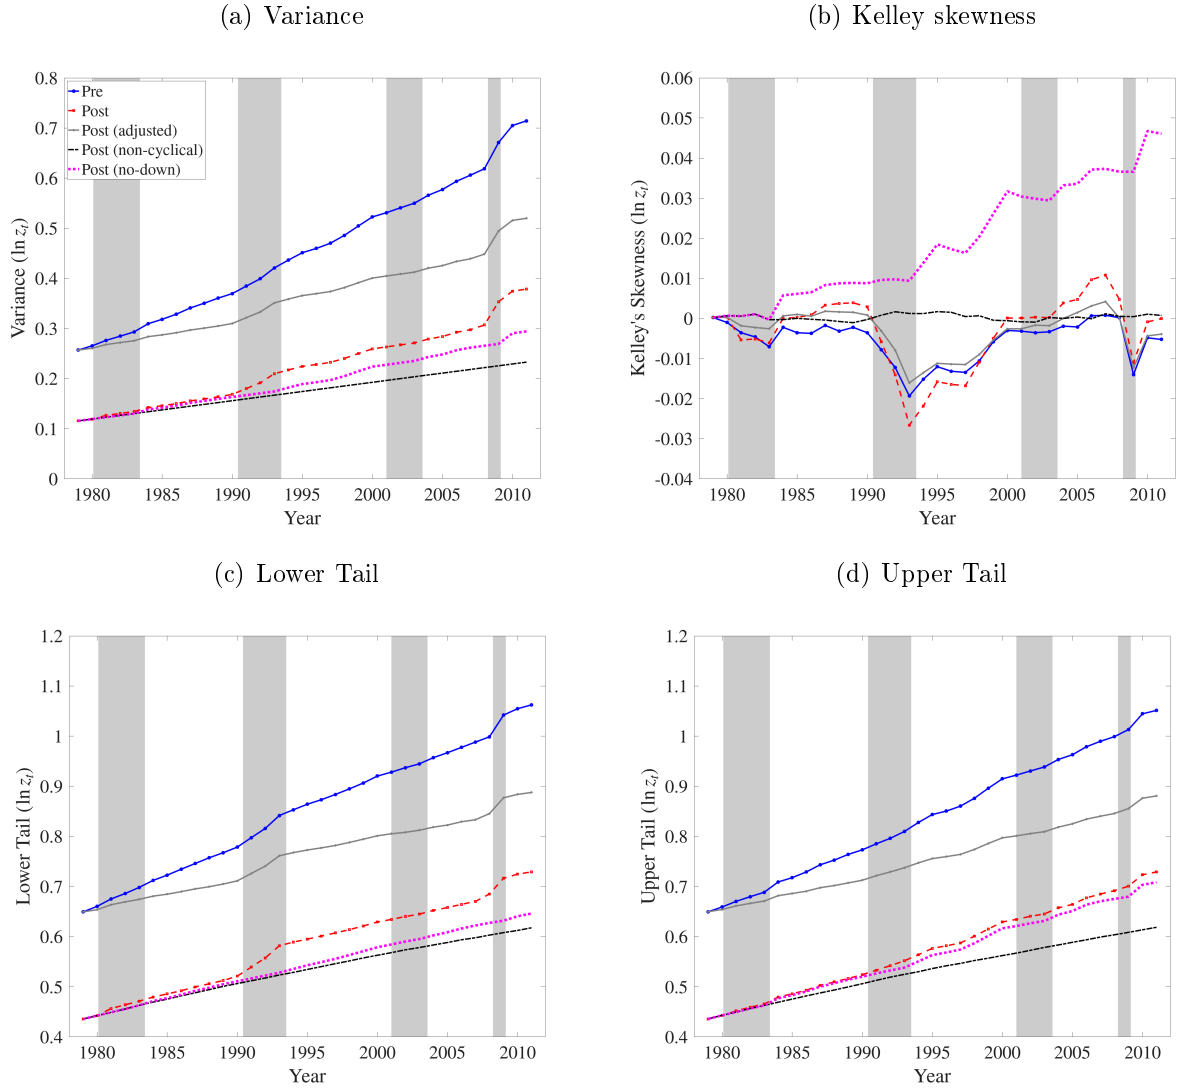 (a) Variance
0.8
0.7
0.6
0.5
0.4
0.3
0.2
0.1
0
Variance (ln z_t)
Pre
Post
Post (adjusted)
Post (non-cyclical)
Post (no-down)
1980 1985 1990 1995 2000 2005 2010
Year
(b) Kelley skewness
0.06
0.05
0.04
0.03
0.02
0.01
0
-0.01
-0.02
-0.03
-0.04
Kelley's Skewness (ln z_t)
1980 1985 1990 1995 2000 2005 2010
Year
(c) Lower Tail
1.2
1.1
1
0.9
0.8
0.7
0.6
0.5
0.4
Lower Tail (ln z_t)
1980 1985 1990 1995 2000 2005 2010
Year
(d) Upper Tail
1.2
1.1
1
0.9
0.8
0.7
0.6
0.5
0.4
Upper Tail (ln z_t)
1980 1985 1990 1995 2000 2005 2010
Year